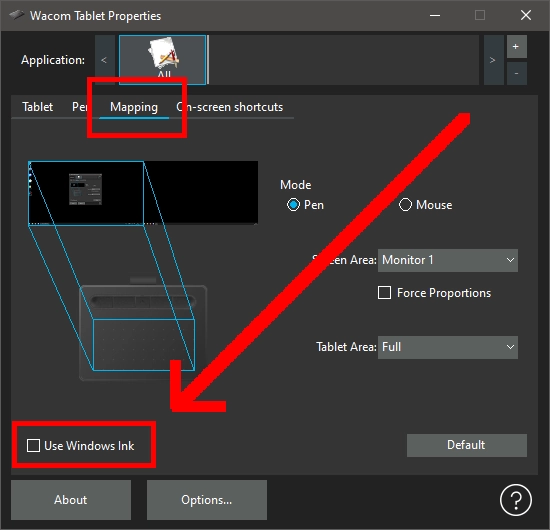 Wacom Tablet Properties
Application:
<
All
>
+
-
Tablet Pen Mapping On-screen shortcuts
Mode
Pen Mouse
Screen Area: Monitor 1
Force Proportions
Tablet Area: Full
Use Windows Ink
Default
About Options... ?